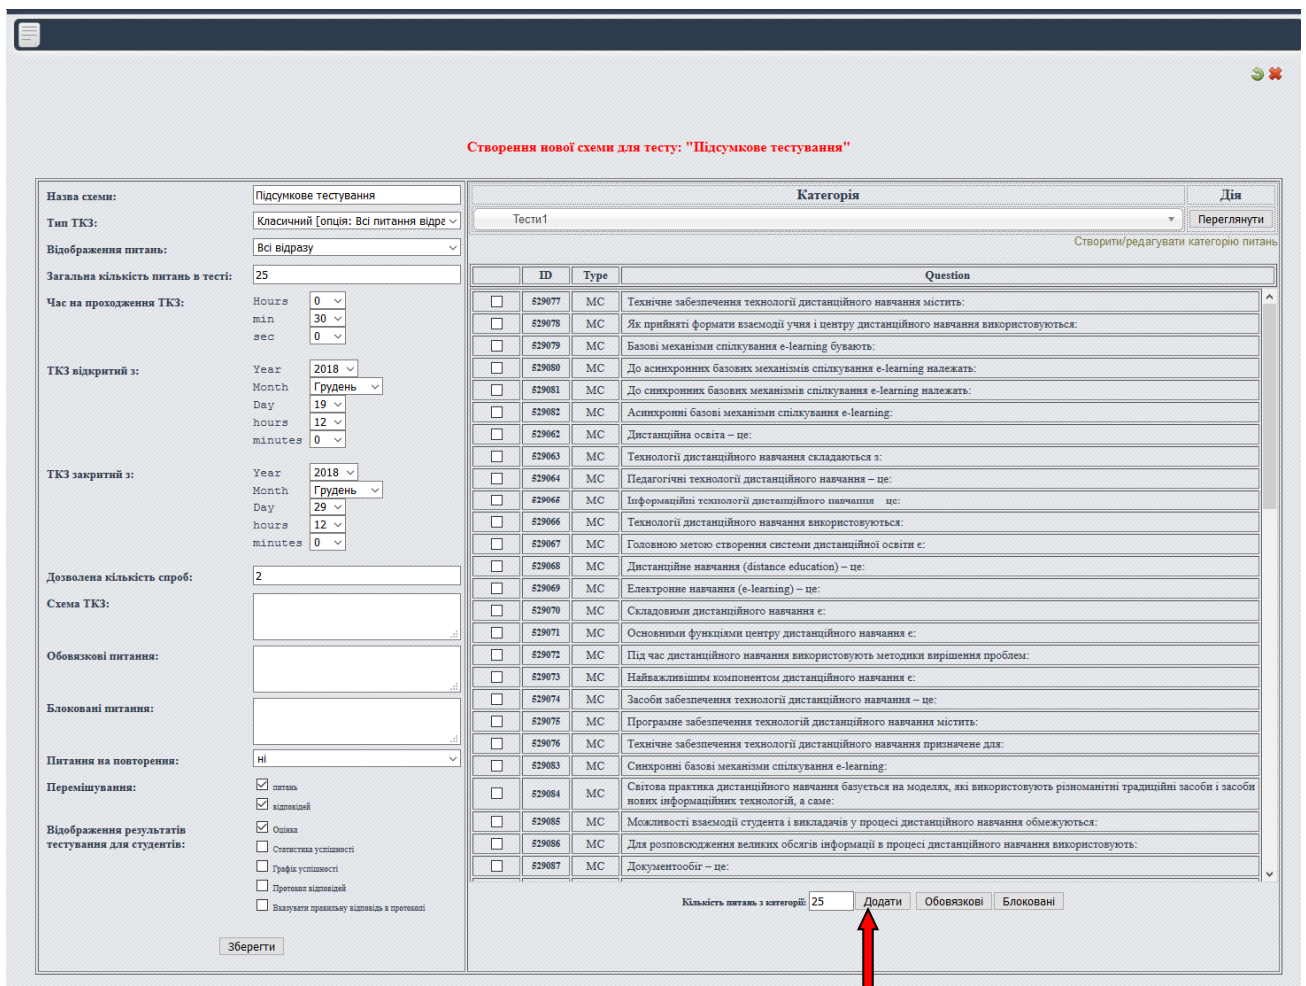 Створення нової схеми для тесту: "Підсумкове тестування"
Назва схеми: Підсумкове тестування
Тип ТКЗ: Класичний [опція: Всі питання відра
Відображення питань: Всі відразу
Загальна кількість питань в тесті: 25
Час на проходження ТКЗ: Hours 0
min 30
sec 0
ТКЗ відкритий з: Year 2018
Month Грудень
Day 19
hours 12
minutes 0
ТКЗ закритий з: Year 2018
Month Грудень
Day 29
hours 12
minutes 0
Дозволена кількість спроб: 2
Схема ТКЗ:
Обовязкові питання:
Блоковані питання:
Питання на повторення: ні
Перемішування: питань
відповідей
Відображення результатів
тестування для студентів:
Оцінка
Статистика успішності
Графік успішності
Протокол відповідей
Вказувати правильну відповідь в протоколі
Зберегти
Категорія Дія
Тести1 Переглянути
Створити/редагувати категорію питань
ID Type Question
529077 MC Технічне забезпечення технології дистанційного навчання містить:
529078 MC Як прийняті формати взаємодії учня і центру дистанційного навчання використовуються:
529079 MC Базові механізми спілкування e-learning бувають:
529080 MC До асинхронних базових механізмів спілкування e-learning належать:
529081 MC До синхронних базових механізмів спілкування e-learning належать:
529082 MC Асинхронні базові механізми спілкування e-learning:
529062 MC Дистанційна освіта – це:
529063 MC Технології дистанційного навчання складаються з:
529064 MC Педагогічні технології дистанційного навчання – це:
529065 MC Інформаційні технології дистанційного навчання – це:
529066 MC Технології дистанційного навчання використовуються:
529067 MC Головною метою створення системи дистанційної освіти є:
529068 MC Дистанційне навчання (distance education) – це:
529069 MC Електронне навчання (e-learning) – це:
529070 MC Складовими дистанційного навчання є:
529071 MC Основними функціями центру дистанційного навчання є:
529072 MC Під час дистанційного навчання використовують методики вирішення проблем:
529073 MC Найважливішим компонентом дистанційного навчання є:
529074 MC Засоби забезпечення технології дистанційного навчання – це:
529075 MC Програмне забезпечення технологій дистанційного навчання містить:
529076 MC Технічне забезпечення технології дистанційного навчання призначене для:
529083 MC Синхронні базові механізми спілкування e-learning:
529084 MC Світова практика дистанційного навчання базується на моделях, які використовують різноманітні традиційні засоби і засоби
нових інформаційних технологій, а саме:
529085 MC Можливості взаємодії студента і викладачів у процесі дистанційного навчання обмежуються:
529086 MC Для розповсюдження великих обсягів інформації в процесі дистанційного навчання використовують:
529087 MC Документообіг – це:
Кількість питань з категорії: 25 Додати Обовязкові Блоковані